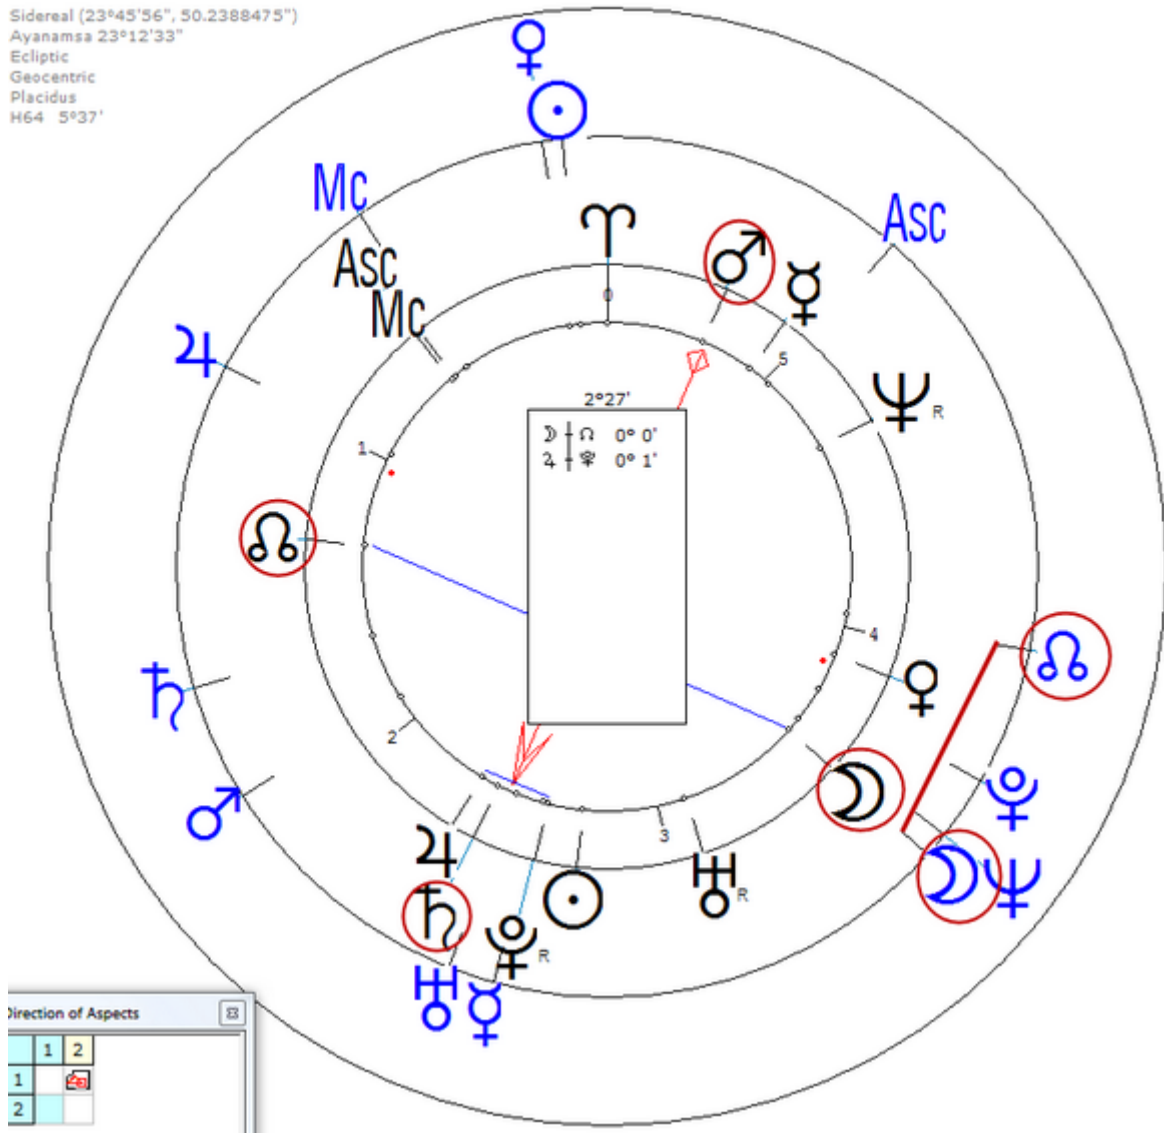 Sidereal (23°45'56", 50.2388475")
Ayanamsa 23°12'33"
Ecliptic
Geocentric
Placidus
H64 5°37'
♀
☉
Mc
Asc
Asc
Mc
♈
♂
☿
♃
0
5
♆ R
2°27'
☽ ☊ 0° 0'
♃ 0° 1'
1
☊
4
☊
♄
♀
2
☽
♇
♂
3
♃
♄
☉
♅ R
☽ ♆
♇ R
♅ ☿
Direction of Aspects
1 2
1
2